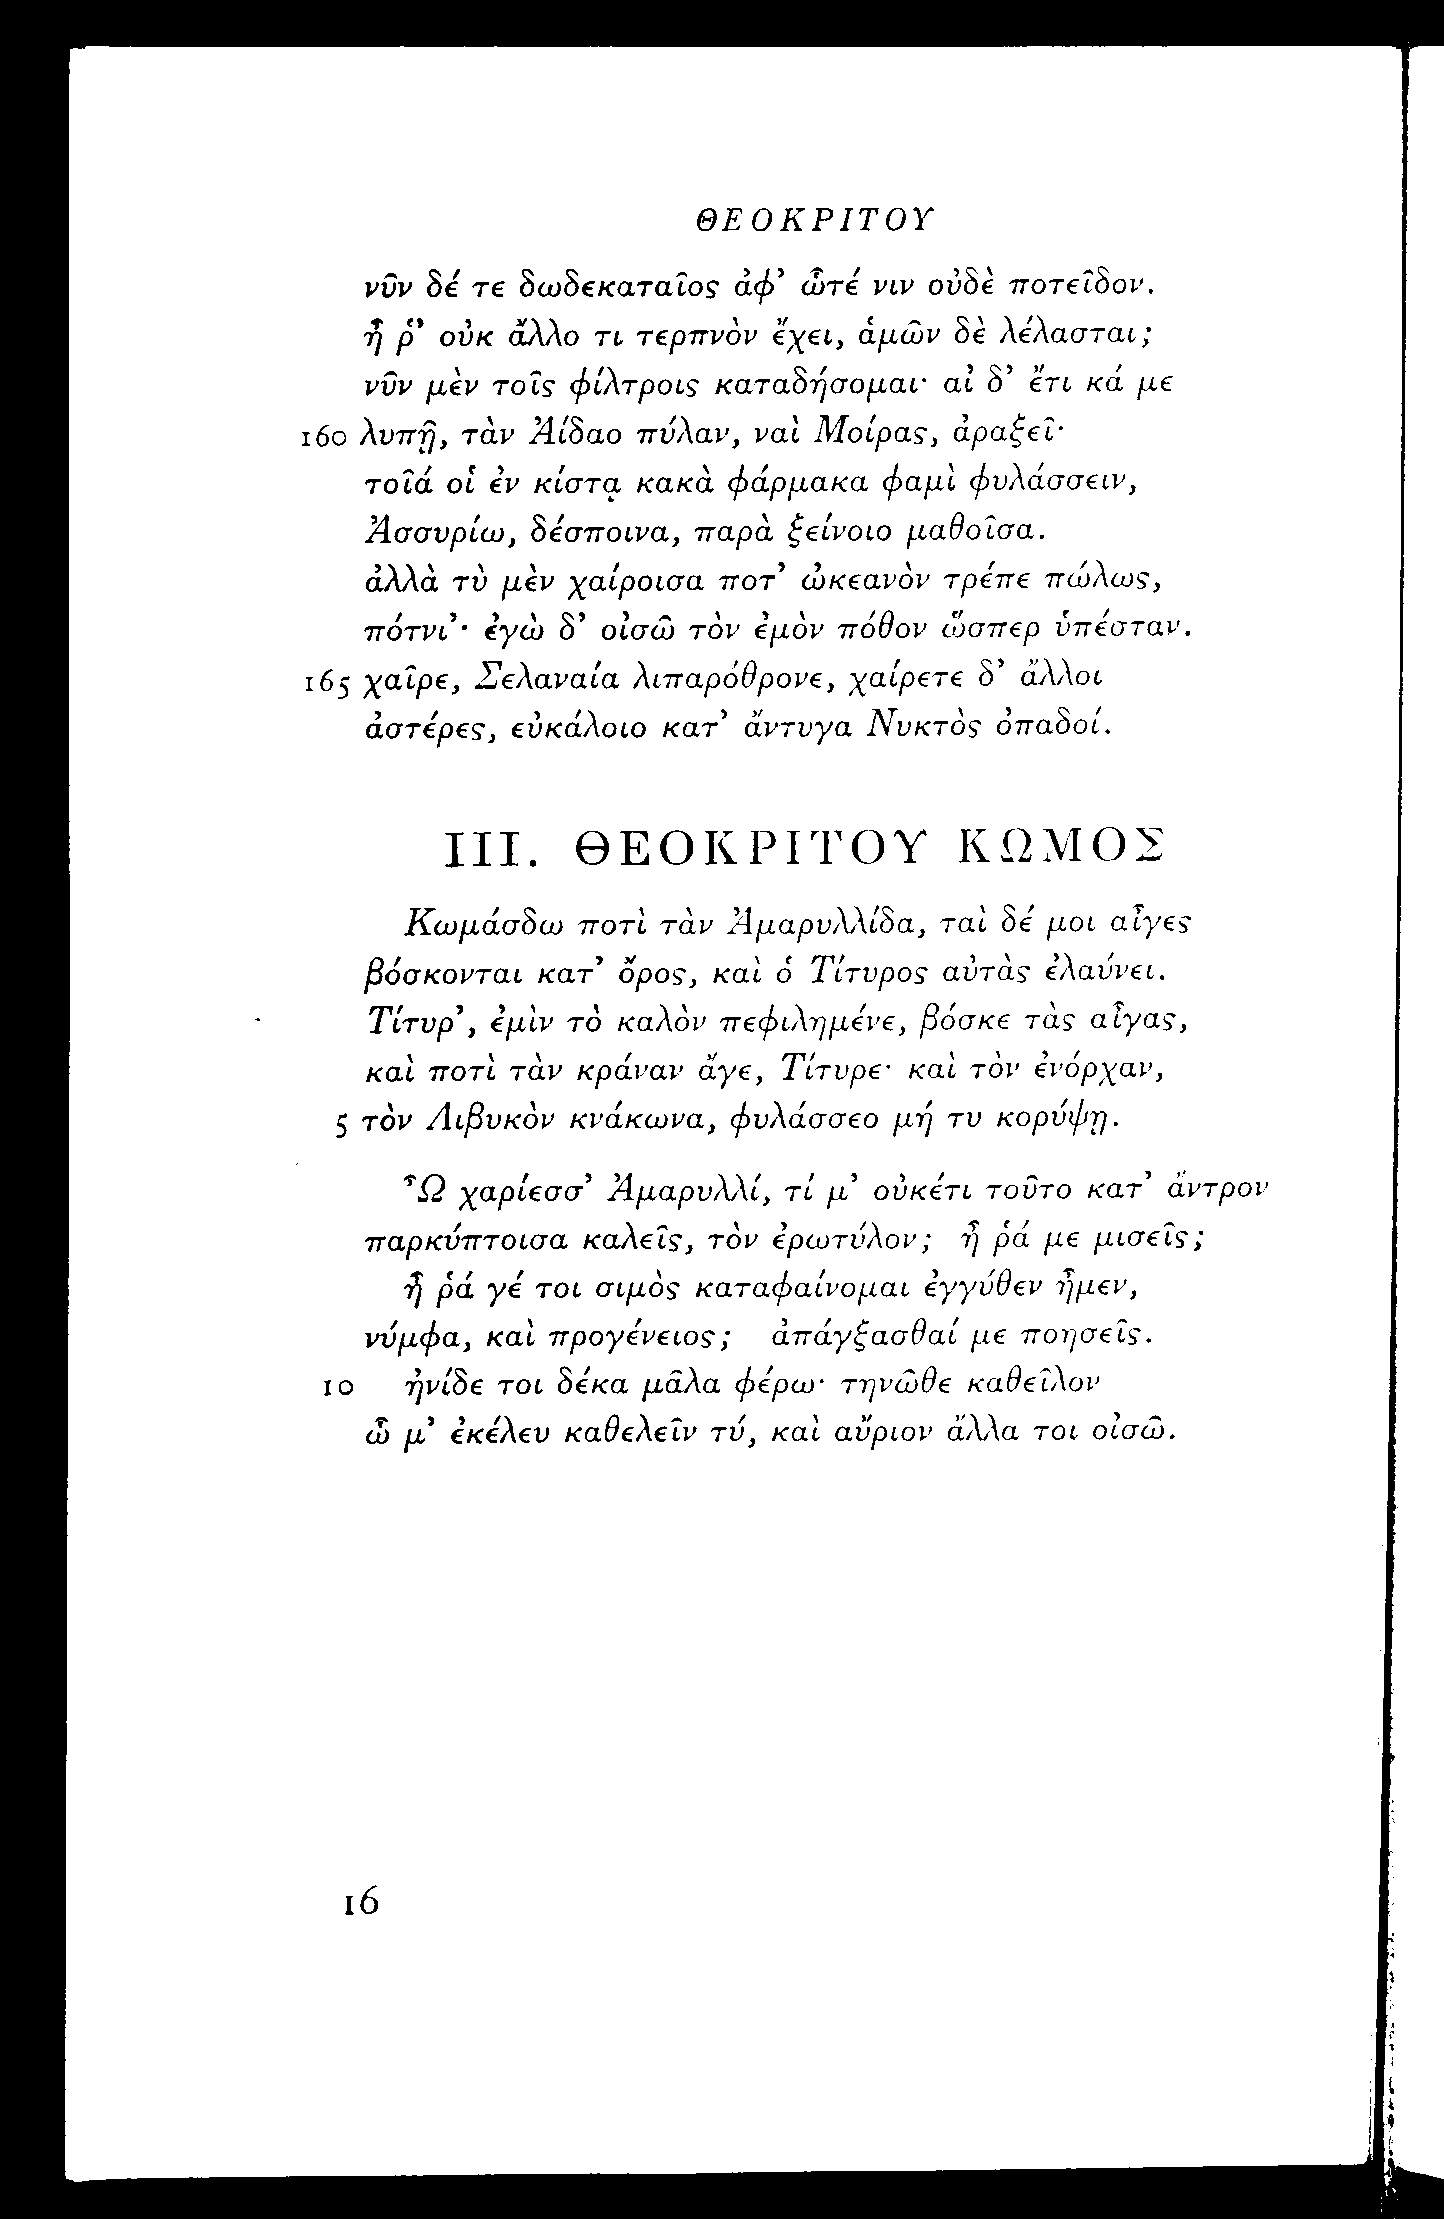 ΘΕΟΚΡΙΤΟΥ
νῦν δέ τε δωδεκαταῖος ἀφ’ ὧτέ νιν οὐδὲ ποτεῖδον.
ἦ ῥ’ οὐκ ἄλλο τι τερπνὸν ἔχει, ἁμῶν δὲ λέλασται;
νῦν μὲν τοῖς φίλτροις καταδήσομαι· αἰ δ’ ἔτι κά με
160 λυπῇ, τὰν Ἀίδαο πύλαν, ναὶ Μοίρας, ἀραξεῖ·
τοῖά οἱ ἐν κίστᾳ κακὰ φάρμακα φαμὶ φυλάσσειν,
Ἀσσυρίω, δέσποινα, παρὰ ξείνοιο μαθοῖσα.
ἀλλὰ τὺ μὲν χαίροισα ποτ’ ὠκεανὸν τρέπε πώλως,
πότνι’· ἐγὼ δ’ οἰσῶ τὸν ἐμὸν πόθον ὥσπερ ὑπέσταν.
165 χαῖρε, Σελαναία λιπαρόθρονε, χαίρετε δ’ ἄλλοι
ἀστέρες, εὐκάλοιο κατ’ ἄντυγα Νυκτὸς ὀπαδοί.
III. ΘΕΟΚΡΙΤΟΥ ΚΩΜΟΣ
Κωμάσδω ποτὶ τὰν Ἀμαρυλλίδα, ταὶ δέ μοι αἶγες
βόσκονται κατ’ ὄρος, καὶ ὁ Τίτυρος αὐτὰς ἐλαύνει.
Τίτυρ’, ἐμὶν τὸ καλὸν πεφιλημένε, βόσκε τὰς αἶγας,
καὶ ποτὶ τὰν κράναν ἄγε, Τίτυρε· καὶ τὸν ἐνόρχαν,
5 τὸν Λιβυκὸν κνάκωνα, φυλάσσεο μή τυ κορύψῃ.
Ὦ χαρίεσσ’ Ἀμαρυλλί, τί μ’ οὐκέτι τοῦτο κατ’ ἄντρον
παρκύπτοισα καλεῖς, τὸν ἐρωτύλον; ἦ ῥά με μισεῖς;
ἦ ῥά γέ τοι σιμὸς καταφαίνομαι ἐγγύθεν ἦμεν,
νύμφα, καὶ προγένειος; ἀπάγξασθαί με ποησεῖς.
10 ἠνίδε τοι δέκα μᾶλα φέρω· τηνῶθε καθεῖλον
ὧ μ’ ἐκέλευ καθελεῖν τύ, καὶ αὔριον ἄλλα τοι οἰσῶ.
16